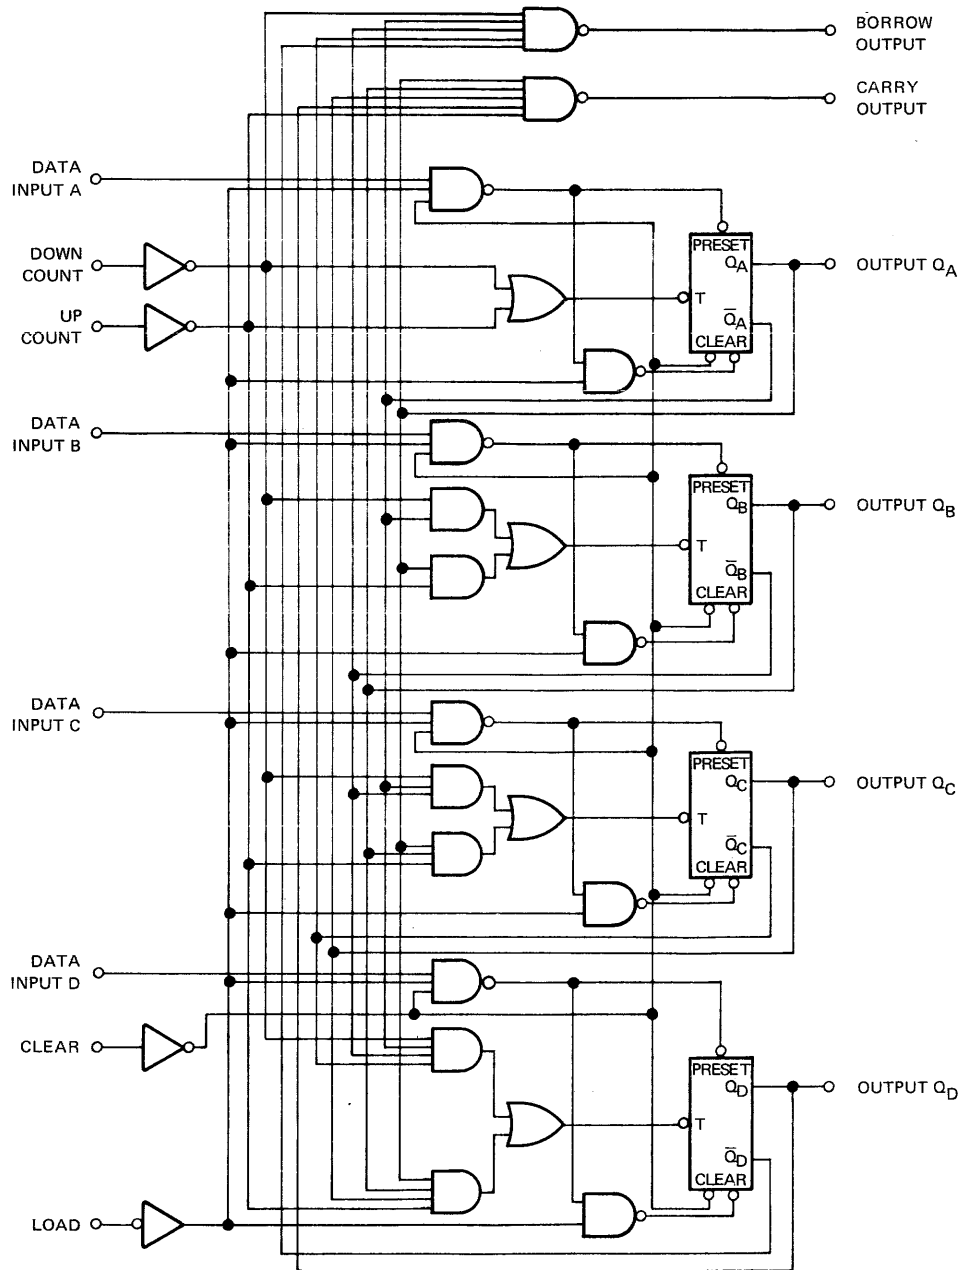 BORROW
OUTPUT
CARRY
OUTPUT
DATA
INPUT A
DOWN
COUNT
UP
COUNT
PRESET
QA
T
Q̅A
CLEAR
OUTPUT QA
DATA
INPUT B
PRESET
QB
T
Q̅B
CLEAR
OUTPUT QB
DATA
INPUT C
PRESET
QC
T
Q̅C
CLEAR
OUTPUT QC
DATA
INPUT D
CLEAR
PRESET
QD
T
Q̅D
CLEAR
OUTPUT QD
LOAD